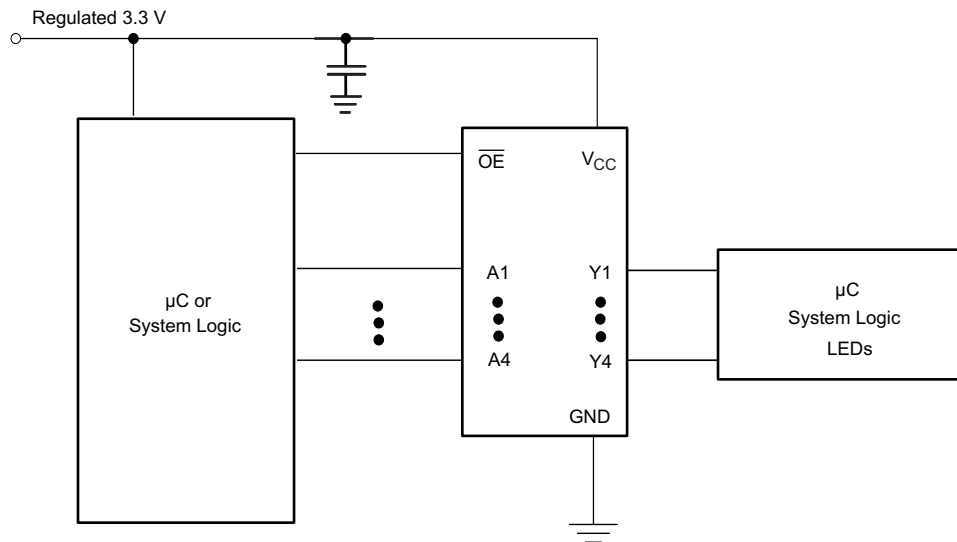 Regulated 3.3 V
OE
VCC
µC or
System Logic
A1
Y1
A4
Y4
GND
µC
System Logic
LEDs